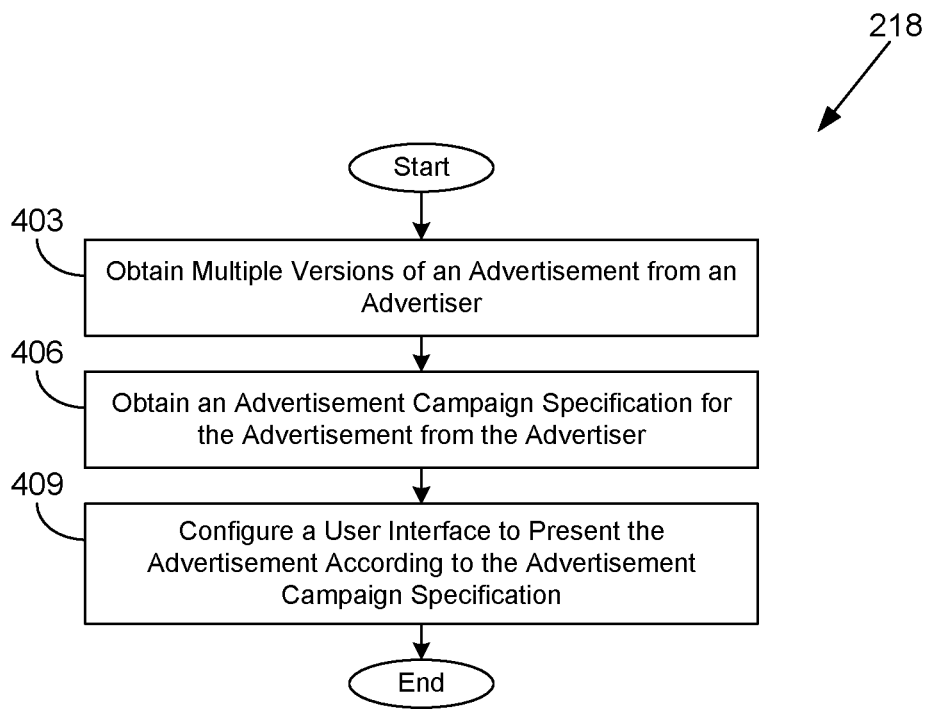 218
Start
403
Obtain Multiple Versions of an Advertisement from an
Advertiser
406
Obtain an Advertisement Campaign Specification for
the Advertisement from the Advertiser
409
Configure a User Interface to Present the
Advertisement According to the Advertisement
Campaign Specification
End